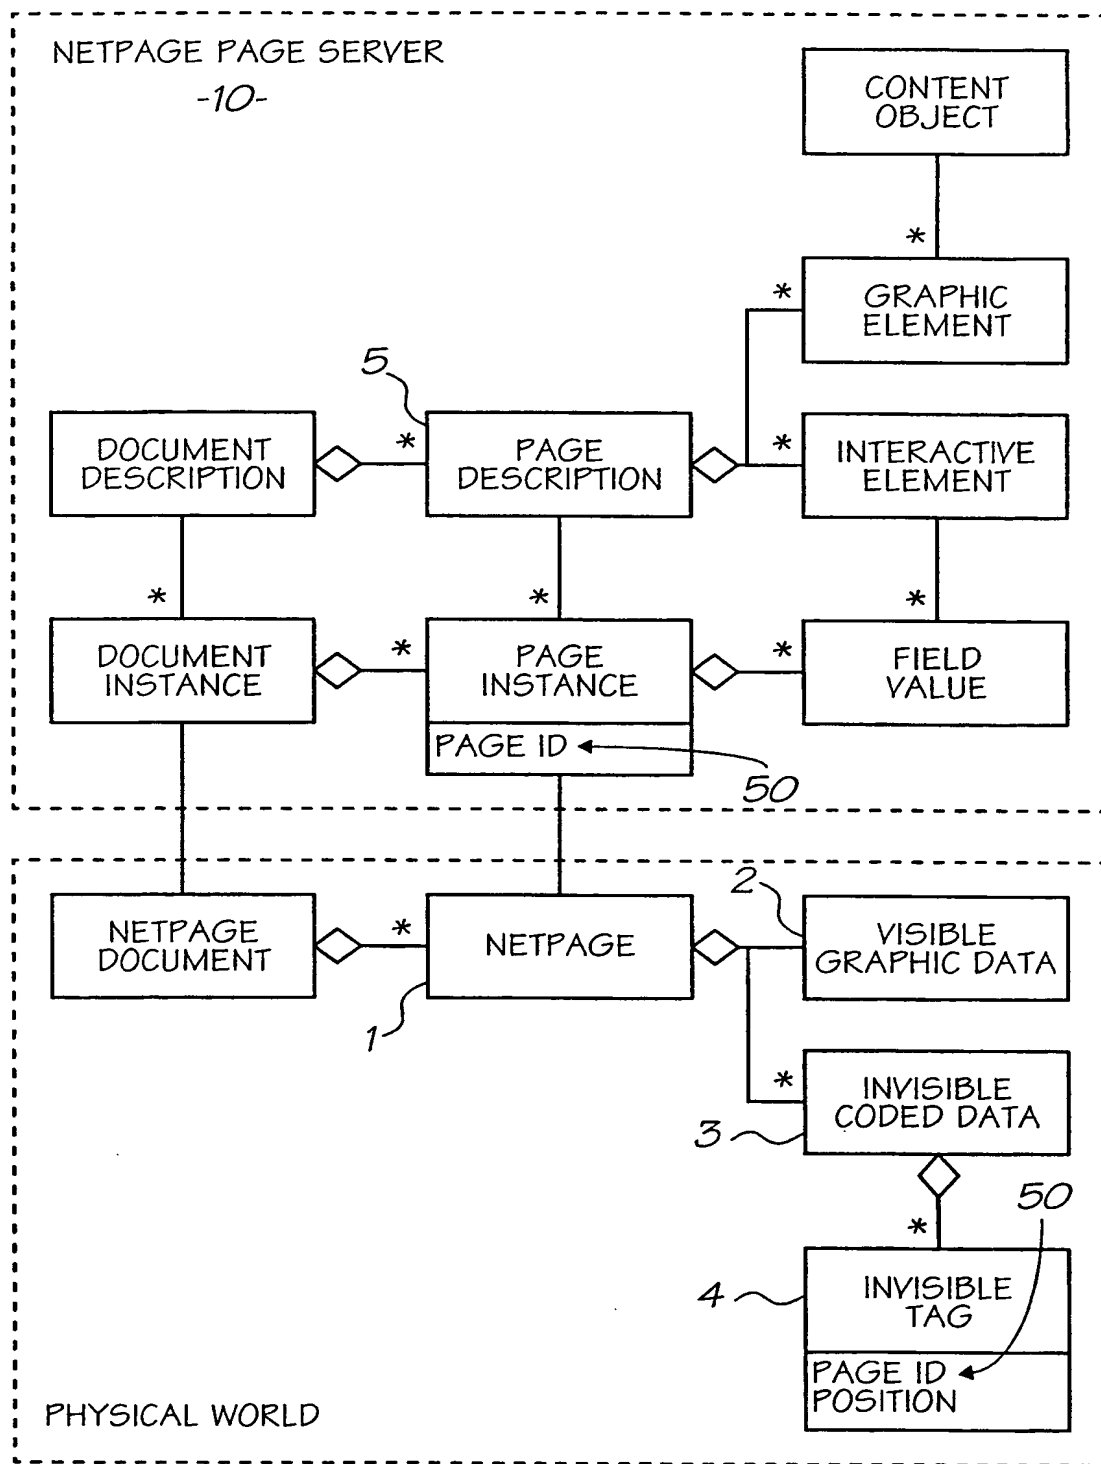 NETPAGE PAGE SERVER
-10-
CONTENT
OBJECT
*
*
GRAPHIC
ELEMENT
5
DOCUMENT
DESCRIPTION
*
PAGE
DESCRIPTION
*
INTERACTIVE
ELEMENT
*
*
*
DOCUMENT
INSTANCE
*
PAGE
INSTANCE
*
FIELD
VALUE
PAGE ID
50
NETPAGE
DOCUMENT
*
NETPAGE
1
2
VISIBLE
GRAPHIC DATA
*
INVISIBLE
CODED DATA
3
50
*
4
INVISIBLE
TAG
PAGE ID
POSITION
PHYSICAL WORLD